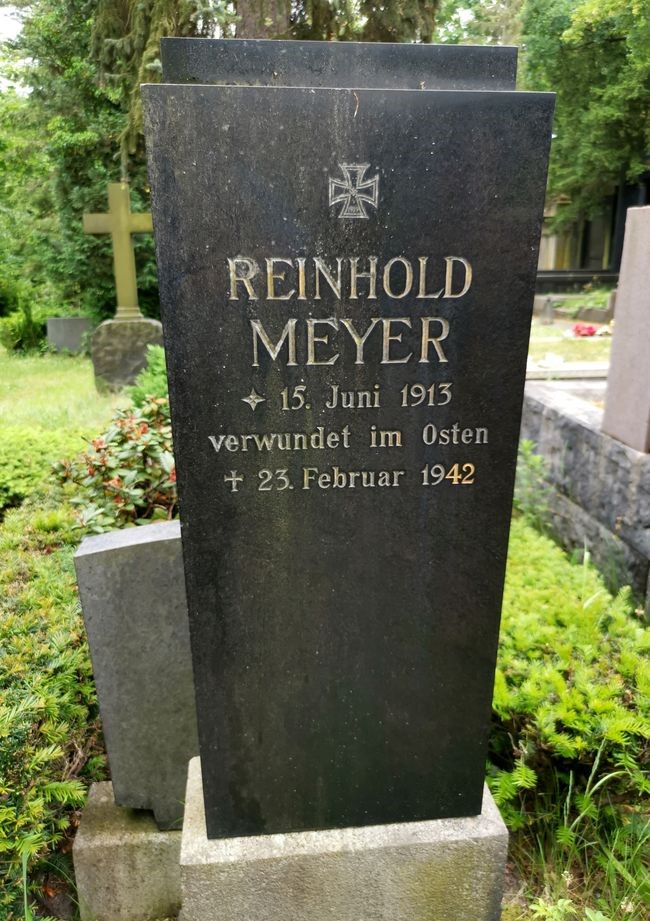 REINHOLD
MEYER
✧ 15. Juni 1913
verwundet im Osten
✝ 23. Februar 1942